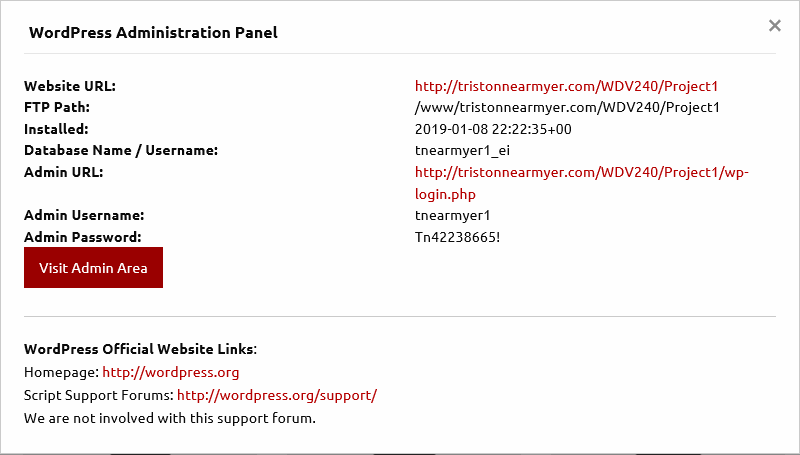 WordPress Administration Panel
×
Website URL: http://tristonnearmyer.com/WDV240/Project1
FTP Path: /www/tristonnearmyer.com/WDV240/Project1
Installed: 2019-01-08 22:22:35+00
Database Name / Username: tnearmyer1_ei
Admin URL: http://tristonnearmyer.com/WDV240/Project1/wp-
login.php
Admin Username: tnearmyer1
Admin Password: Tn42238665!
Visit Admin Area
WordPress Official Website Links:
Homepage: http://wordpress.org
Script Support Forums: http://wordpress.org/support/
We are not involved with this support forum.